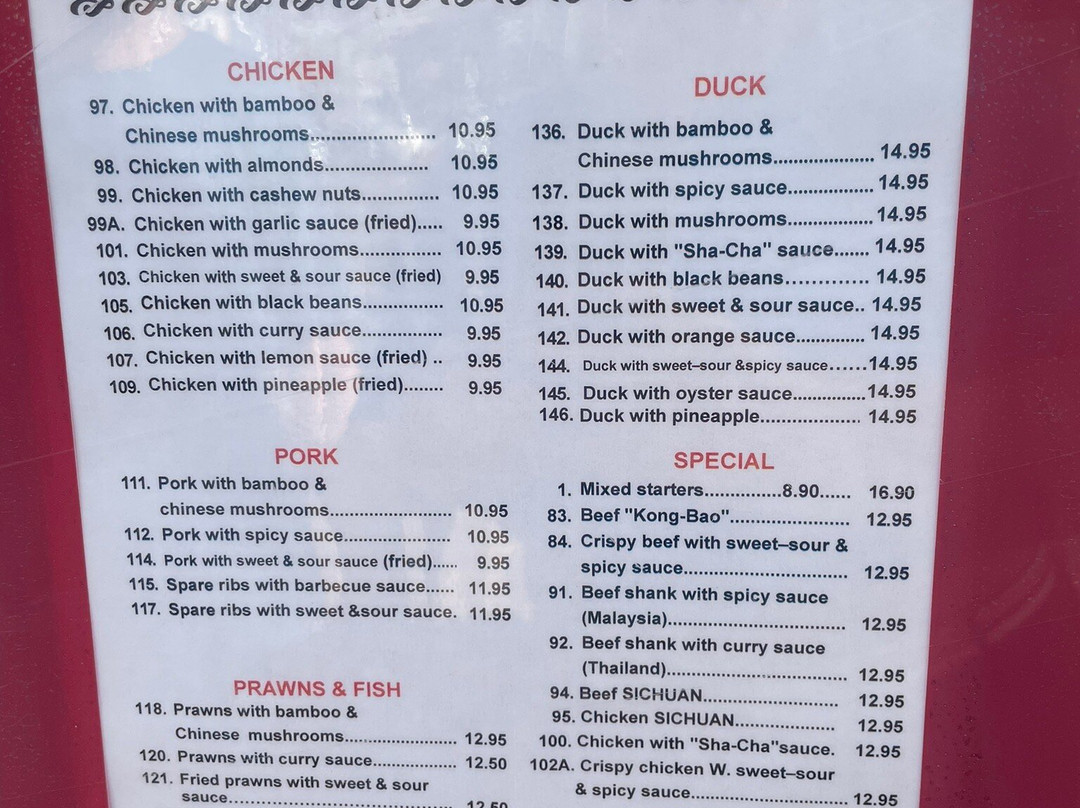 CHICKEN
97. Chicken with bamboo &
Chinese mushrooms........................ 10.95
98. Chicken with almonds.................... 10.95
99. Chicken with cashew nuts............... 10.95
99A. Chicken with garlic sauce (fried)..... 9.95
101. Chicken with mushrooms................ 10.95
103. Chicken with sweet & sour sauce (fried) 9.95
105. Chicken with black beans................ 10.95
106. Chicken with curry sauce................ 9.95
107. Chicken with lemon sauce (fried) .. 9.95
109. Chicken with pineapple (fried)........ 9.95
PORK
111. Pork with bamboo &
chinese mushrooms........................ 10.95
112. Pork with spicy sauce..................... 10.95
114. Pork with sweet & sour sauce (fried)...... 9.95
115. Spare ribs with barbecue sauce...... 11.95
117. Spare ribs with sweet &sour sauce. 11.95
PRAWNS & FISH
118. Prawns with bamboo &
Chinese mushrooms...................... 12.95
120. Prawns with curry sauce................. 12.50
121. Fried prawns with sweet & sour
sauce............................................. 12.50
DUCK
136. Duck with bamboo &
Chinese mushrooms.................... 14.95
137. Duck with spicy sauce................. 14.95
138. Duck with mushrooms................. 14.95
139. Duck with "Sha-Cha" sauce....... 14.95
140. Duck with black beans............. 14.95
141. Duck with sweet & sour sauce.. 14.95
142. Duck with orange sauce.............. 14.95
144. Duck with sweet–sour &spicy sauce......14.95
145. Duck with oyster sauce...............14.95
146. Duck with pineapple.................... 14.95
SPECIAL
1. Mixed starters...............8.90...... 16.90
83. Beef "Kong-Bao"........................ 12.95
84. Crispy beef with sweet–sour &
spicy sauce................................ 12.95
91. Beef shank with spicy sauce
(Malaysia)................................... 12.95
92. Beef shank with curry sauce
(Thailand)................................... 12.95
94. Beef SICHUAN........................... 12.95
95. Chicken SICHUAN.................... 12.95
100. Chicken with "Sha-Cha"sauce. 12.95
102A. Crispy chicken W. sweet–sour
& spicy sauce............................... 12.95